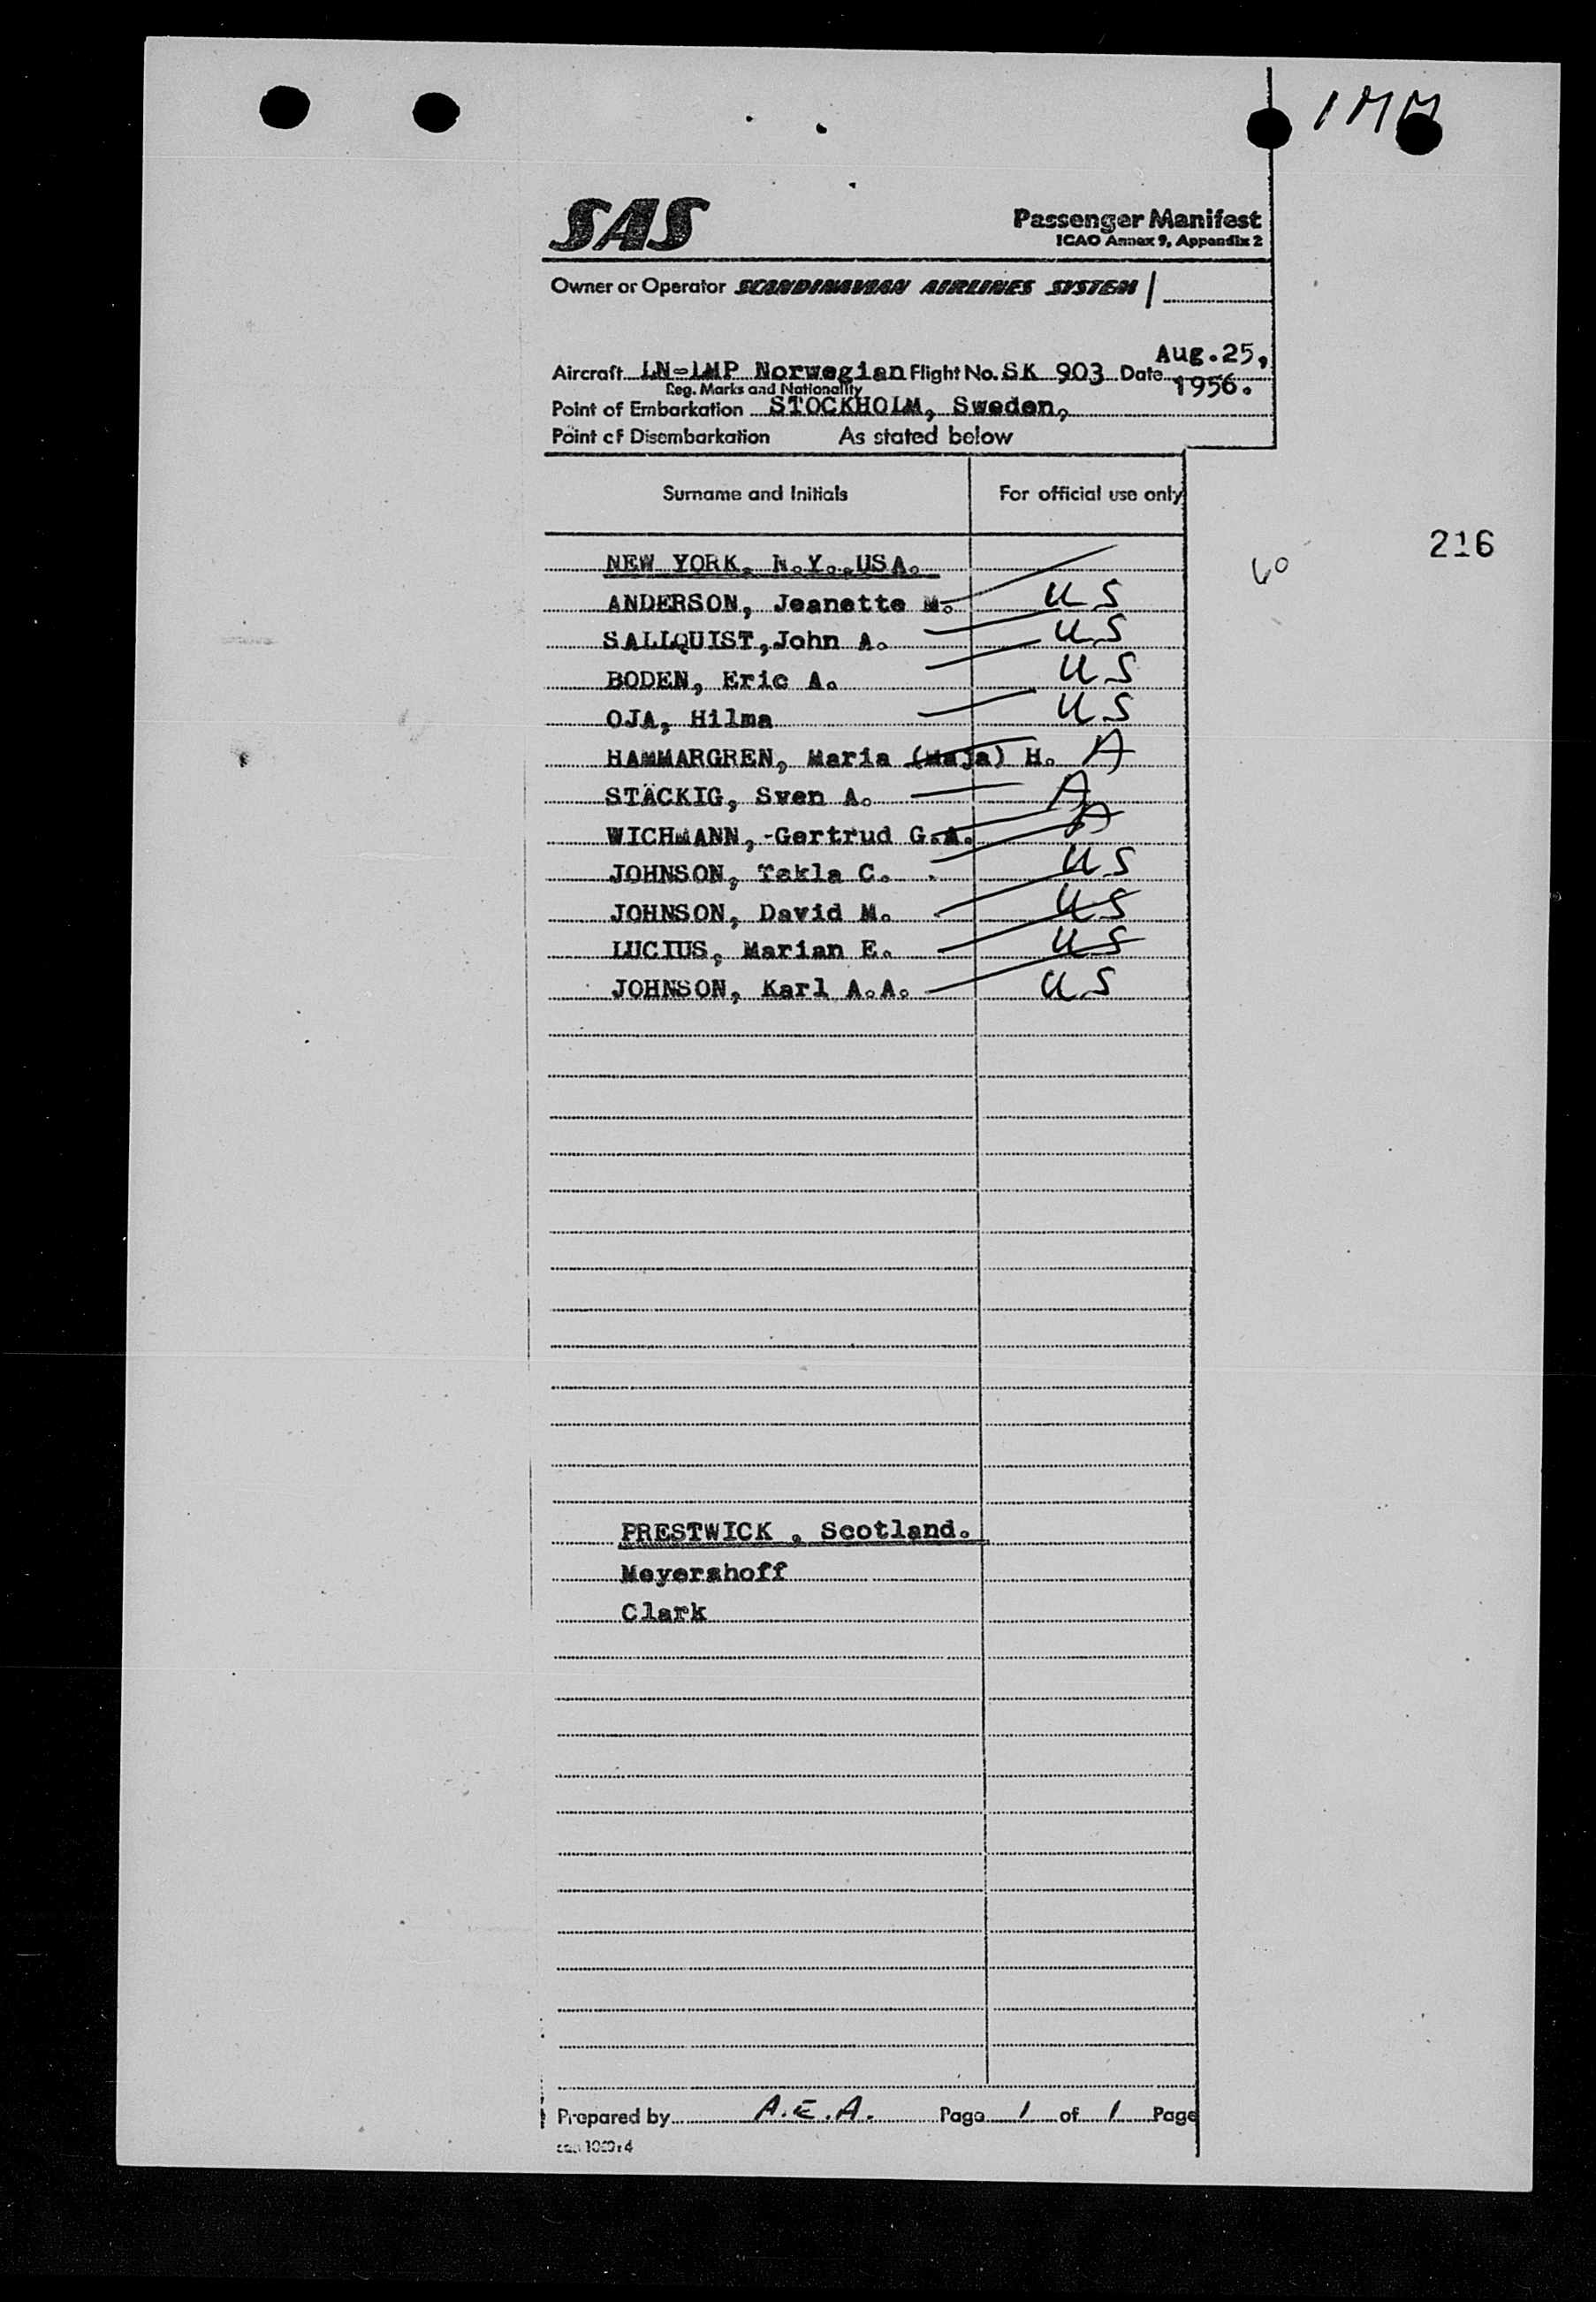 1MM
SAS
Passenger Manifest
ICAO Annex 9, Appendix 2
Owner or Operator SCANDINAVIAN AIRLINES SYSTEM
Aug.25,
Aircraft LN-LMP Norwegian Flight No. SK 903 Date 1956.
Reg. Marks and Nationality
Point of Embarkation STOCKHOLM, Sweden,
Point of Disembarkation As stated below
Surname and Initials For official use only
216
NEW YORK, N.Y.,USA.
60
ANDERSON, Jeanette M. US
SALLQUIST,John A. US
BODEN, Eric A. US
OJA, Hilma US
HAMMARGREN, Maria (Maja) H. A
STÄCKIG, Sven A. A
WICHMANN,-Gertrud G.A. A
JOHNSON, Tekla C. US
JOHNSON, David M. US
LUCIUS, Marian E. US
JOHNSON, Karl A.A. US
PRESTWICK , Scotland.
Meyershoff
Clark
Prepared by A.E.A. Page 1 of 1 Page